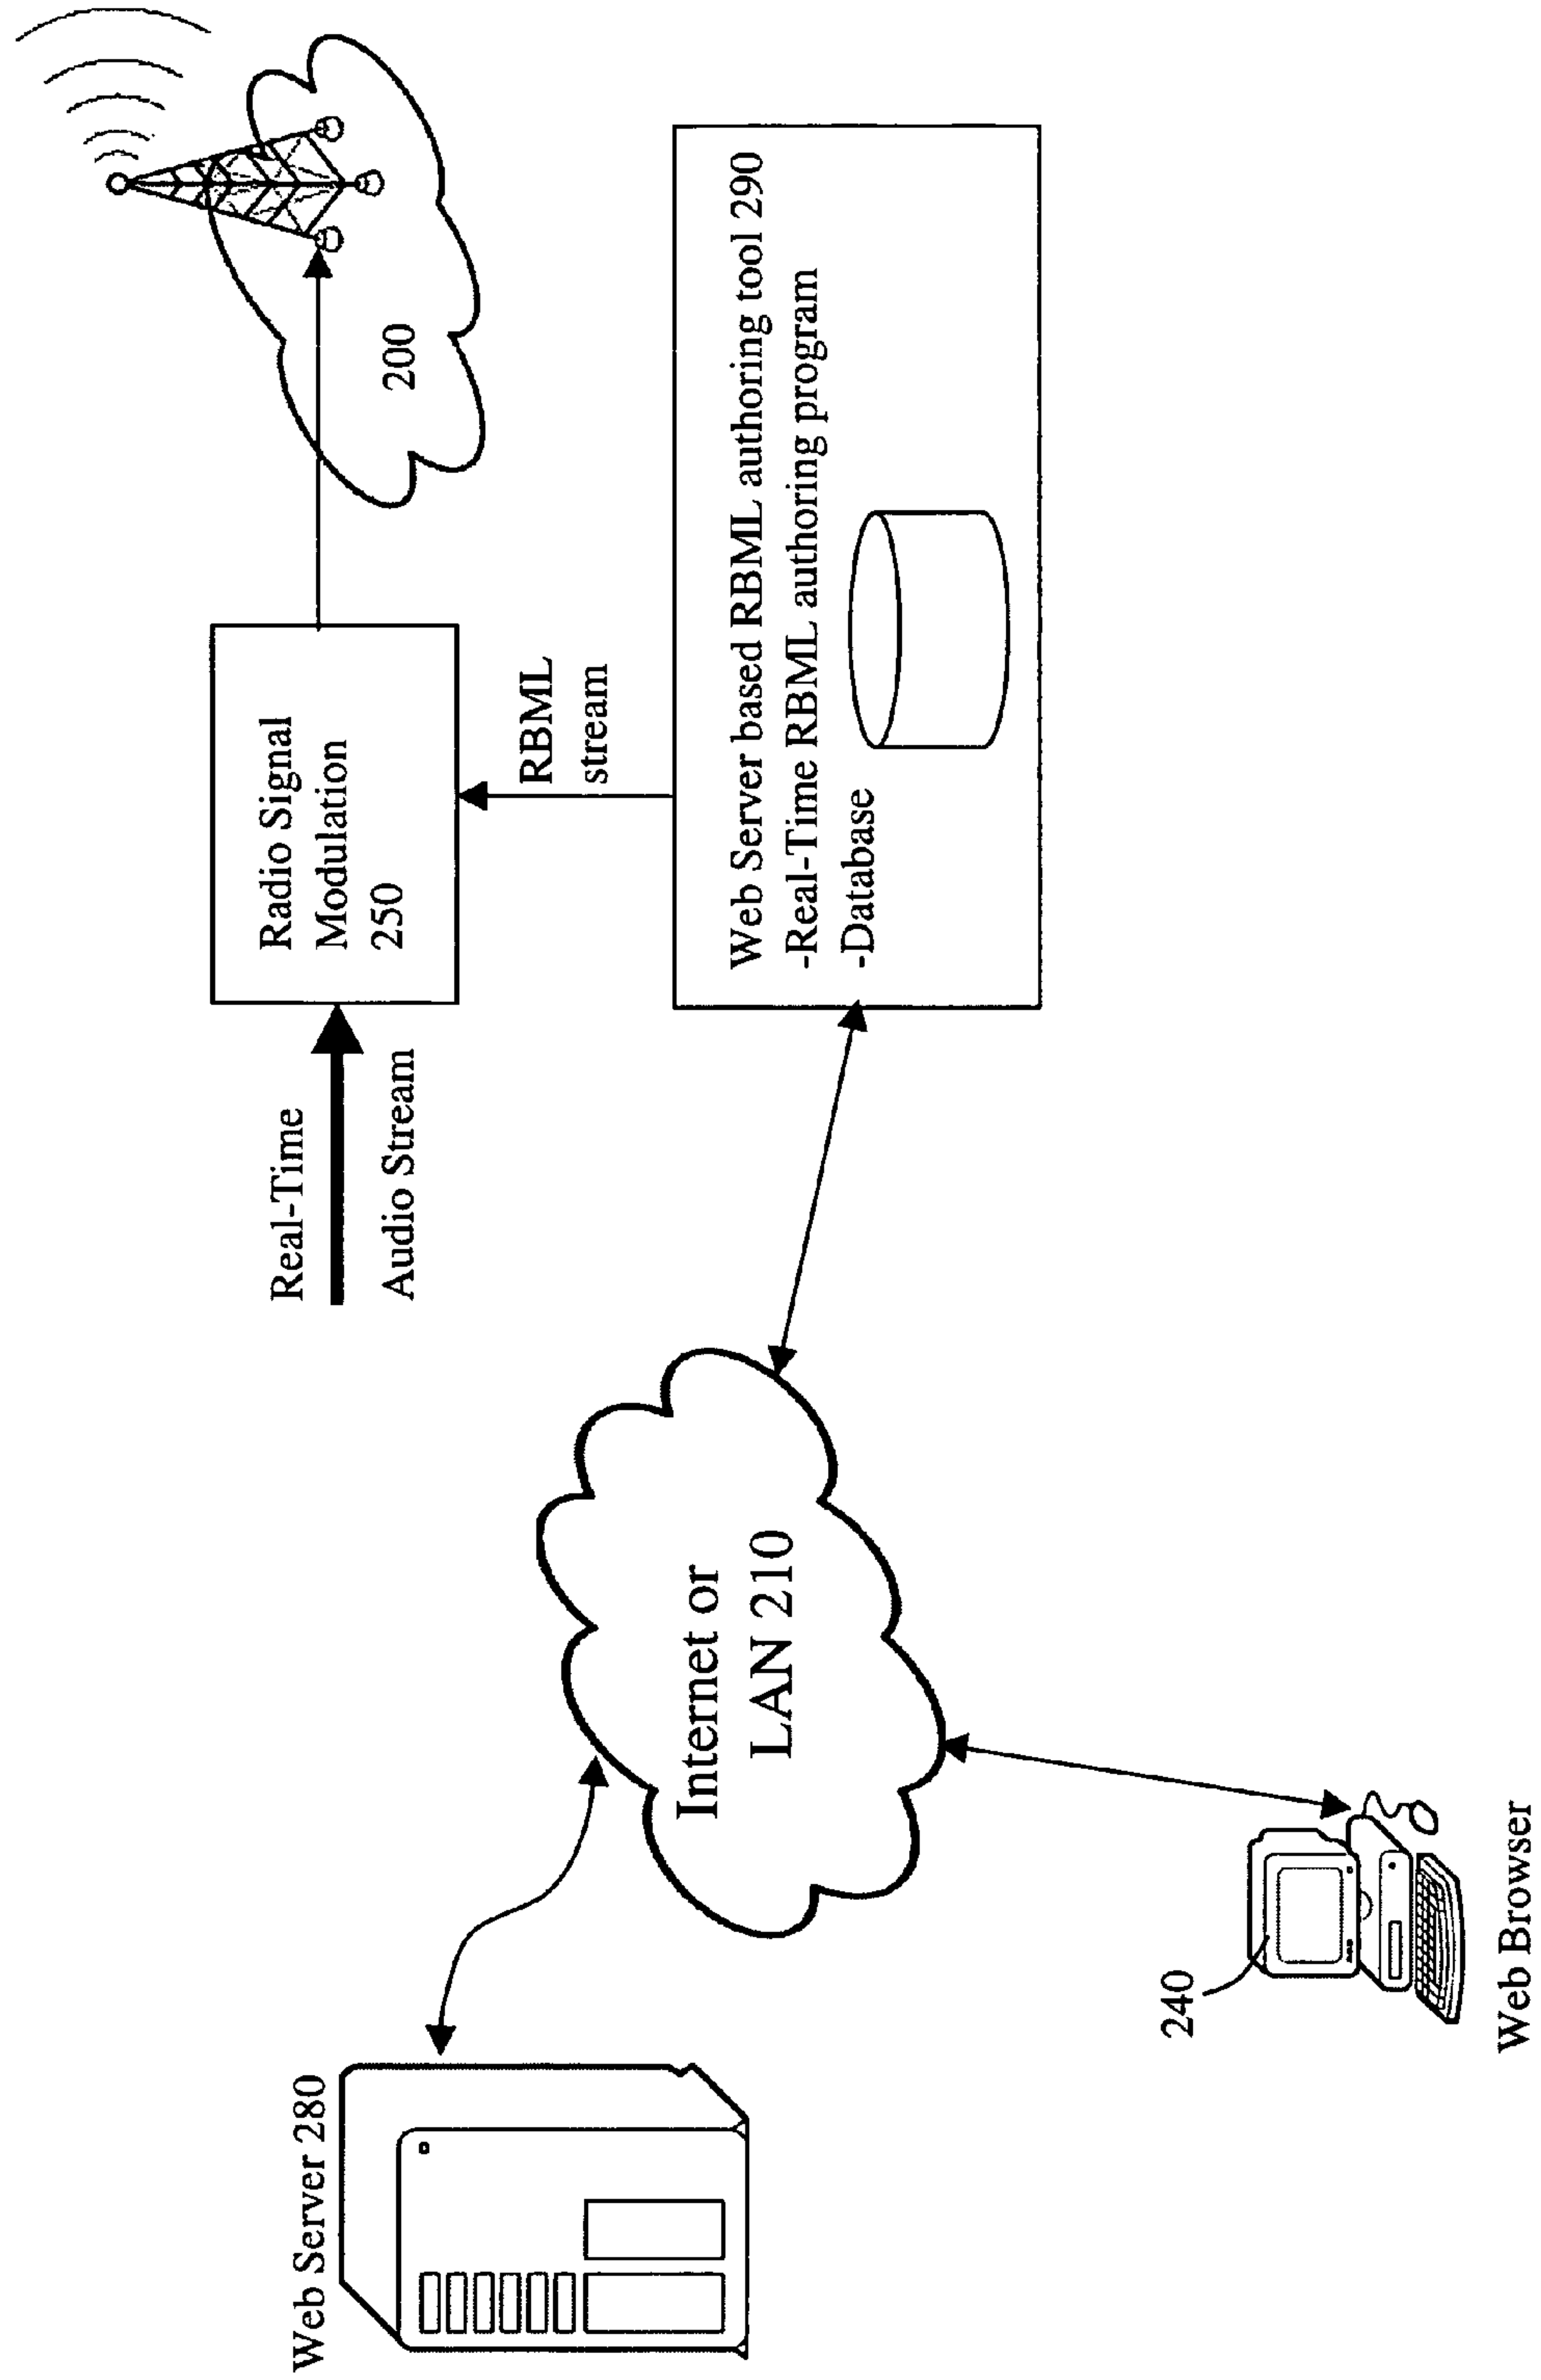 Web Server 280
Internet or
LAN 210
240
Web Browser
Real-Time
Audio Stream
Radio Signal
Modulation
250
RBML
stream
200
Web Server based RBML authoring tool 290
-Real-Time RBML authoring program
-Database